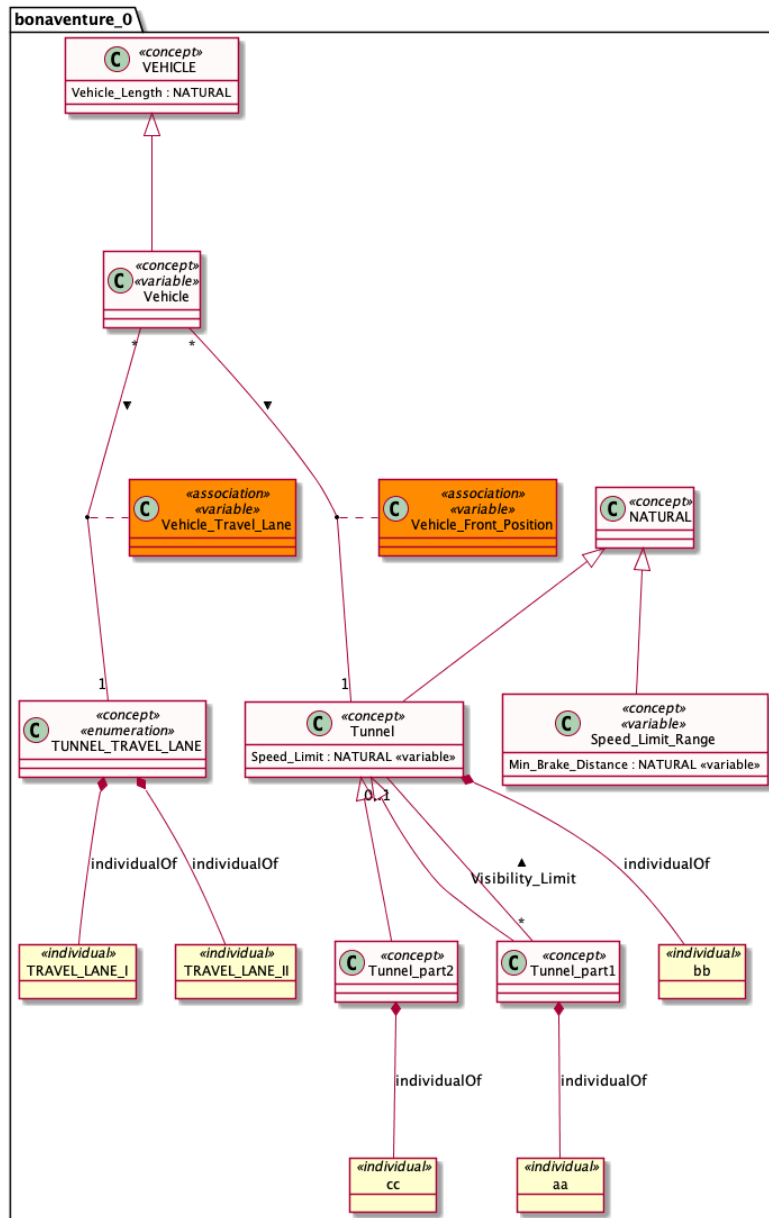 bonaventure_0
C
«concept»
VEHICLE
Vehicle_Length : NATURAL
C
«concept»
«variable»
Vehicle
*
*
▼
▼
C
«association»
«variable»
Vehicle_Travel_Lane
C
«association»
«variable»
Vehicle_Front_Position
C
«concept»
NATURAL
1
1
C
«concept»
«enumeration»
TUNNEL_TRAVEL_LANE
C
«concept»
Tunnel
Speed_Limit : NATURAL «variable»
C
«concept»
«variable»
Speed_Limit_Range
Min_Brake_Distance : NATURAL «variable»
0..1
individualOf
individualOf
▲
Visibility_Limit
individualOf
*
«individual»
TRAVEL_LANE_I
«individual»
TRAVEL_LANE_II
C
«concept»
Tunnel_part2
C
«concept»
Tunnel_part1
«individual»
bb
individualOf
individualOf
«individual»
cc
«individual»
aa